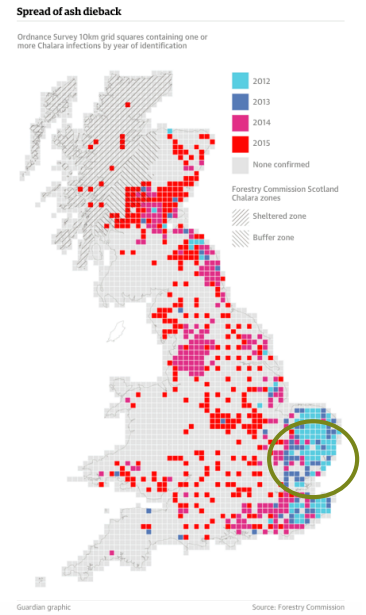 Spread of ash dieback
Ordnance Survey 10km grid squares containing one or
more Chalara infections by year of identification
2012
2013
2014
2015
None confirmed
Forestry Commission Scotland
Chalara zones
Sheltered zone
Buffer zone
Guardian graphic
Source: Forestry Commission